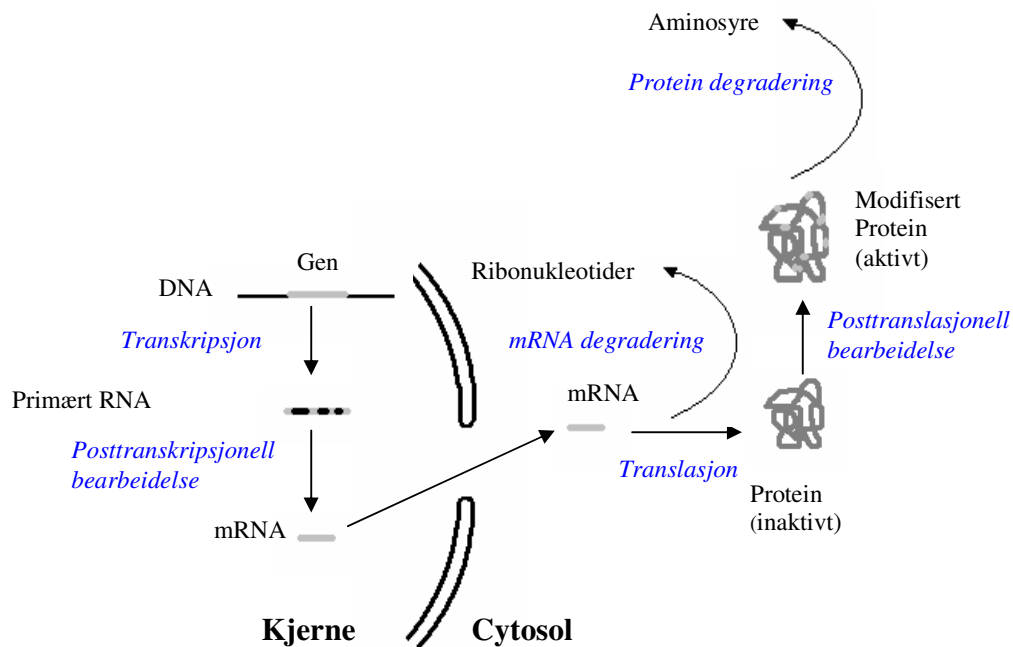 Aminosyre
Protein degradering
Modifisert
Protein
(aktivt)
Gen
Ribonukleotider
DNA
Transkripsjon
mRNA degradering
Posttranslasjonell
bearbeidelse
Primært RNA
mRNA
Posttranskripsjonell
bearbeidelse
Translasjon
Protein
(inaktivt)
mRNA
Kjerne
Cytosol